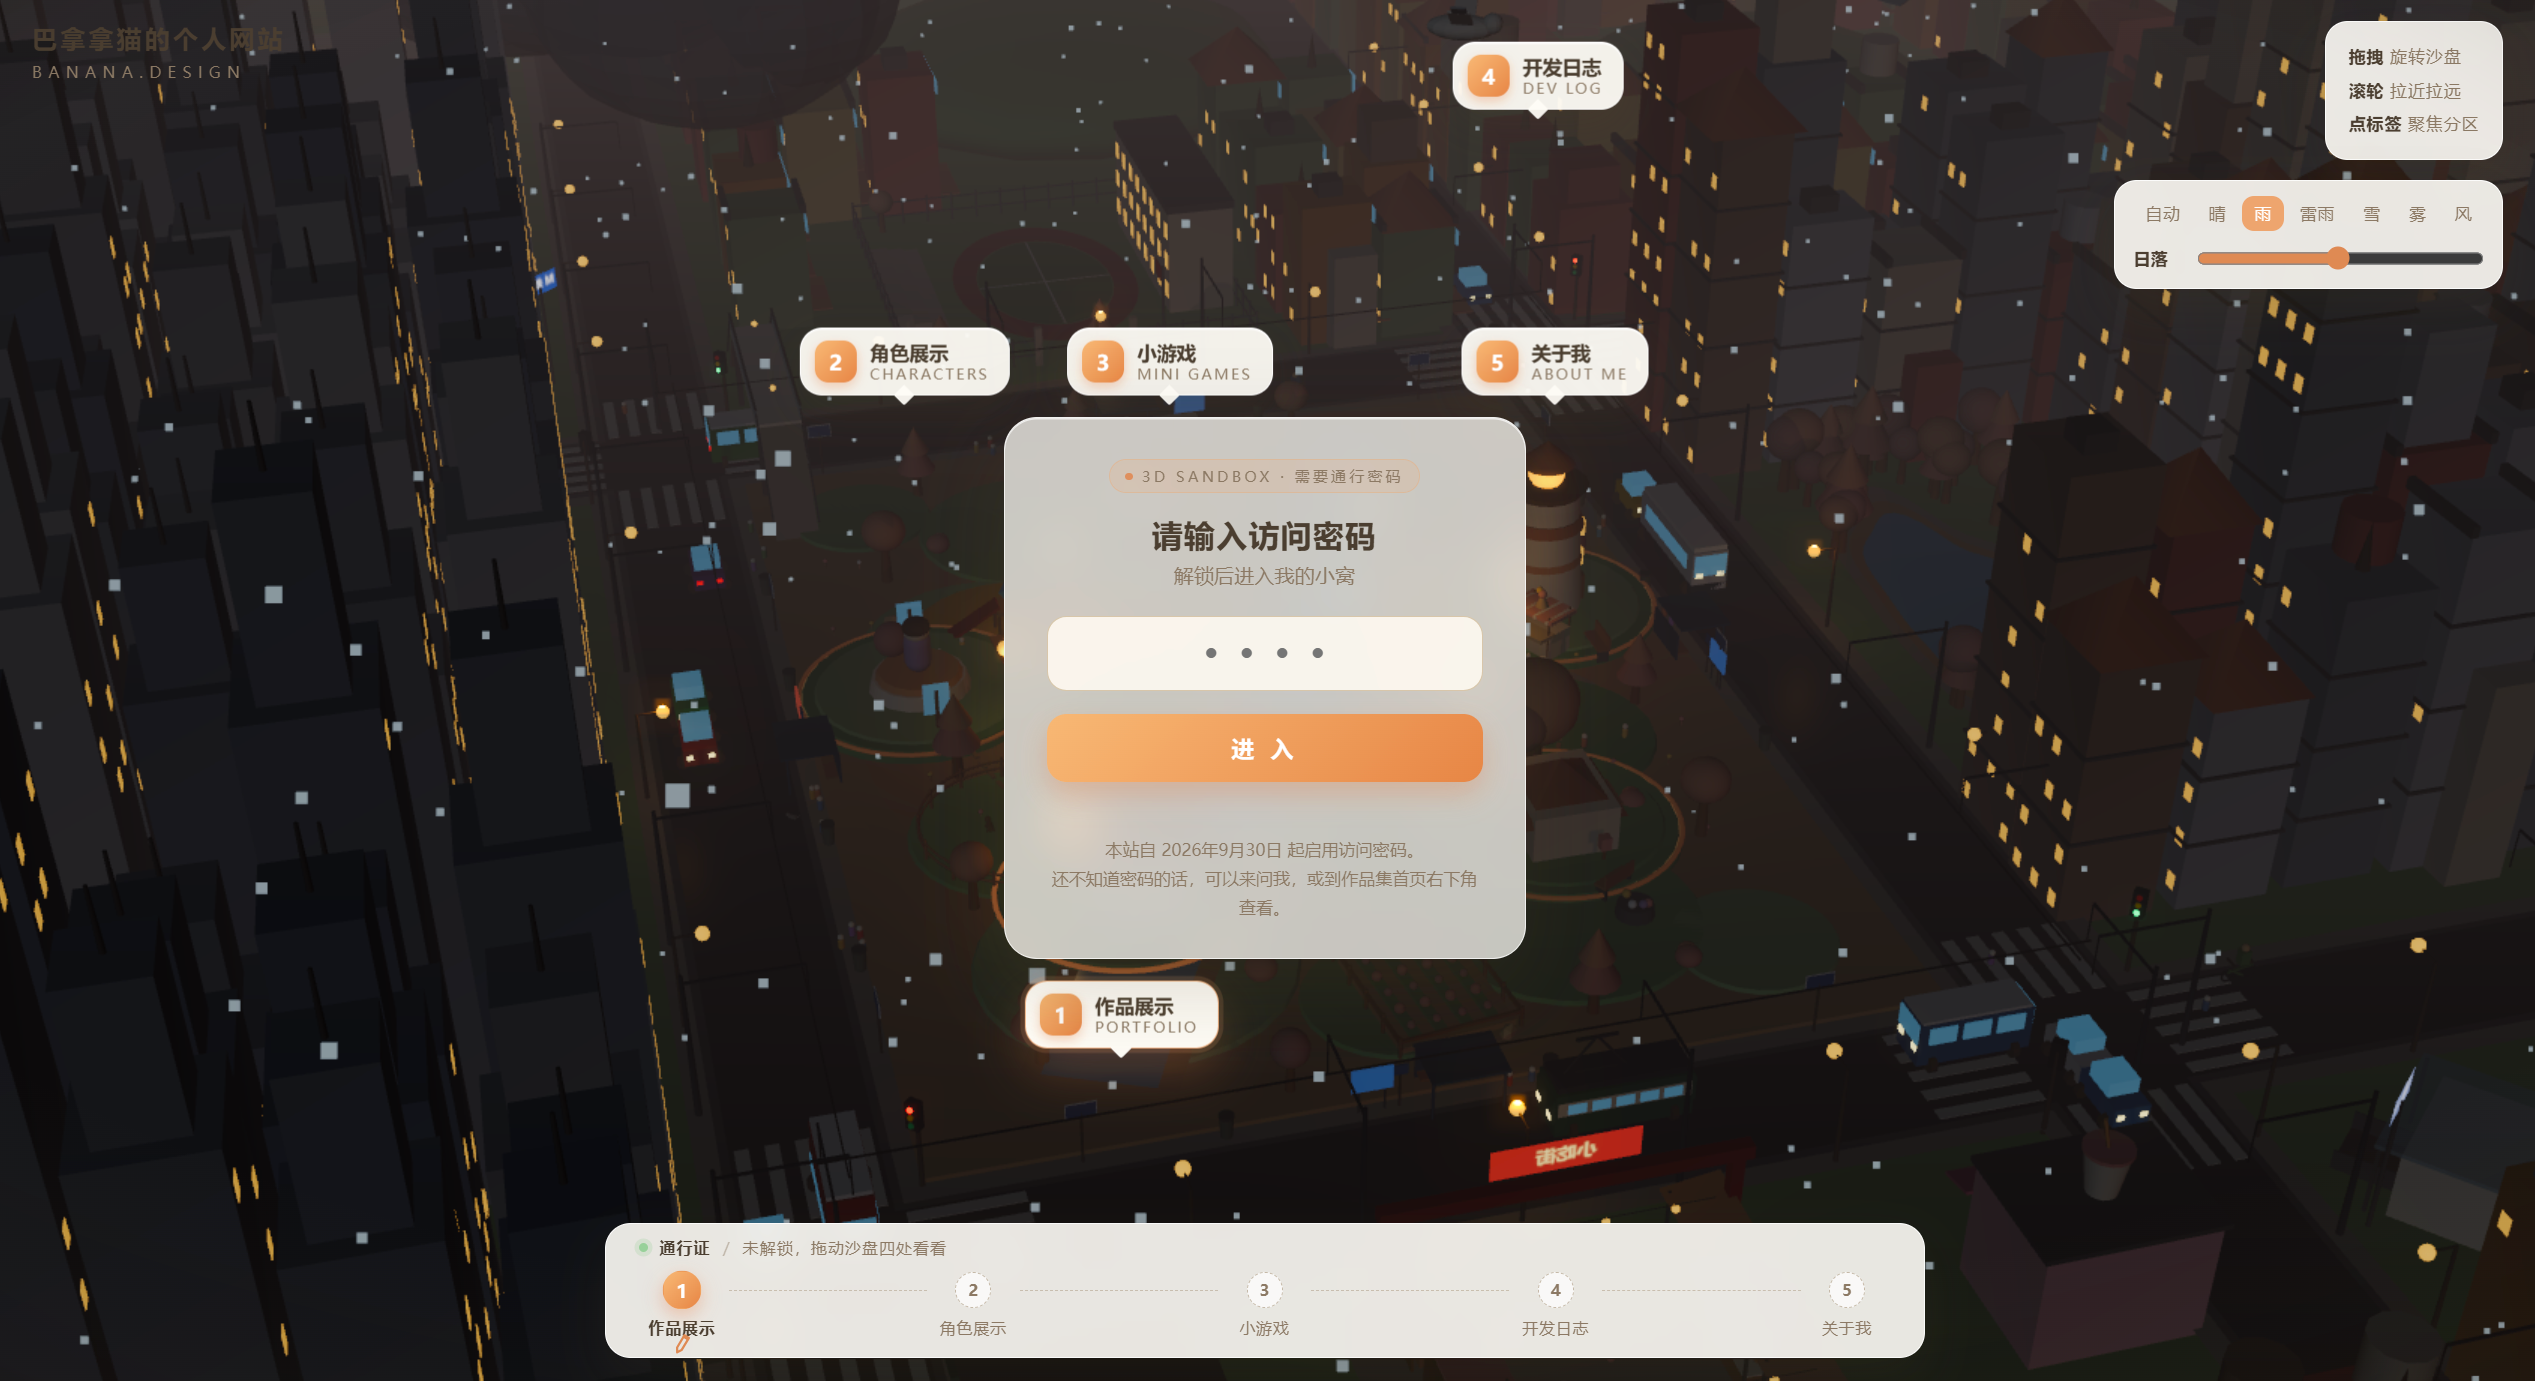 巴拿拿猫的个人网站
BANANA.DESIGN
拖拽 旋转沙盘
滚轮 拉近拉远
点标签 聚焦分区
自动 晴 雨 雷雨 雪 雾 风
日落
4 开发日志
DEV LOG
2 角色展示
CHARACTERS
3 小游戏
MINI GAMES
5 关于我
ABOUT ME
3D SANDBOX · 需要通行密码
请输入访问密码
解锁后进入我的小窝
进 入
本站自 2026年9月30日 起启用访问密码。
还不知道密码的话，可以来问我，或到作品集首页右下角
查看。
1 作品展示
PORTFOLIO
通行证 / 未解锁，拖动沙盘四处看看
1 2 3 4 5
作品展示 角色展示 小游戏 开发日志 关于我